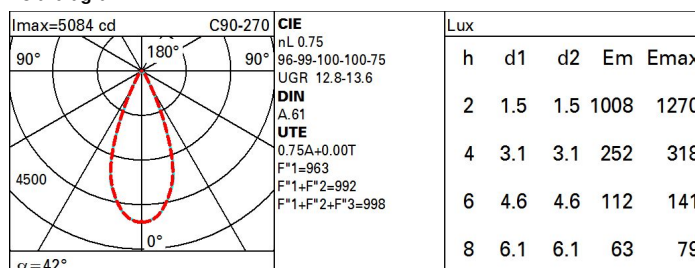 Imax=5084 cd C90-270
90° 180° 90°
4500
0°
α=42°
CIE
nL 0.75
96-99-100-100-75
UGR 12.8-13.6
DIN
A.61
UTE
0.75A+0.00T
F"1=963
F"1+F"2=992
F"1+F"2+F"3=998
Lux
h d1 d2 Em Emax
2 1.5 1.5 1008 1270
4 3.1 3.1 252 318
6 4.6 4.6 112 141
8 6.1 6.1 63 79